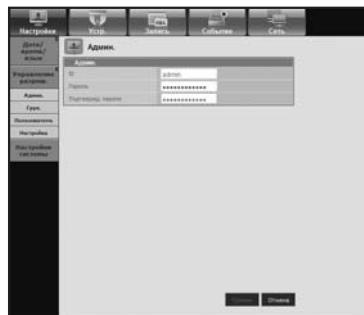 Настройки Устр. Запись Событие Сеть
Дата/
время/
язык
Админ.
Админ.
ID admin
Управление
разреш.
Пароль ************
Подтвержд. пароля ************
Админ.
Груп.
Пользователь
Настройка
Настройки
системы
Отмена